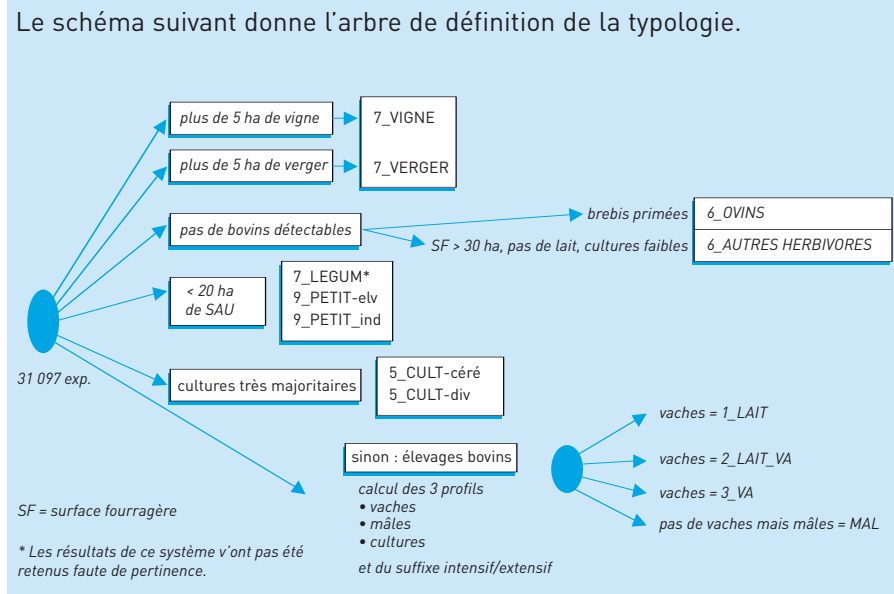 Le schéma suivant donne l'arbre de définition de la typologie.
plus de 5 ha de vigne
7_VIGNE
plus de 5 ha de verger
7_VERGER
pas de bovins détectables
brebis primées
6_OVINS
SF > 30 ha, pas de lait, cultures faibles
6_AUTRES HERBIVORES
< 20 ha
de SAU
7_LEGUM*
9_PETIT-elv
9_PETIT_ind
31 097 exp.
cultures très majoritaires
5_CULT-céré
5_CULT-div
sinon : élevages bovins
calcul des 3 profils
• vaches
• mâles
• cultures
et du suffixe intensif/extensif
vaches = 1_LAIT
vaches = 2_LAIT_VA
vaches = 3_VA
pas de vaches mais mâles = MAL
SF = surface fourragère
* Les résultats de ce système v'ont pas été
retenus faute de pertinence.